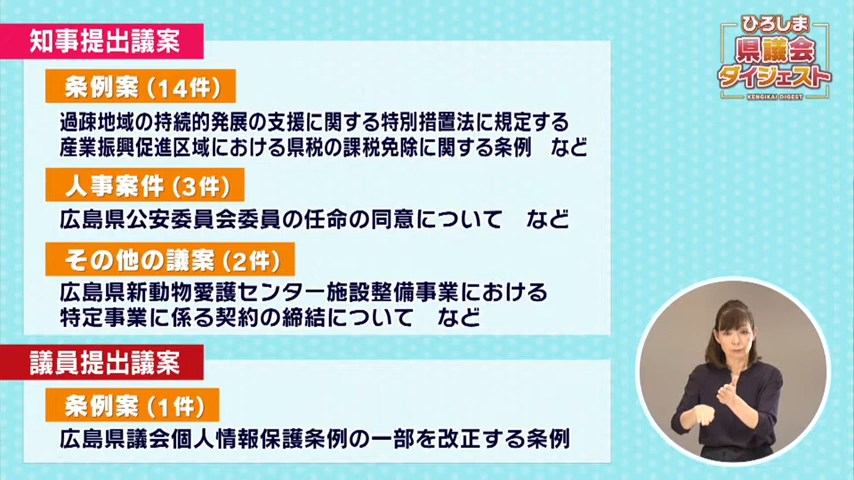 知事提出議案
ひろしま
県議会
ダイジェスト
KENGIKAI DIGEST
条例案(14件)
過疎地域の持続的発展の支援に関する特別措置法に規定する
産業振興促進区域における県税の課税免除に関する条例 など
人事案件(3件)
広島県公安委員会委員の任命の同意について など
その他の議案(2件)
広島県新動物愛護センター施設整備事業における
特定事業に係る契約の締結について など
議員提出議案
条例案(1件)
広島県議会個人情報保護条例の一部を改正する条例